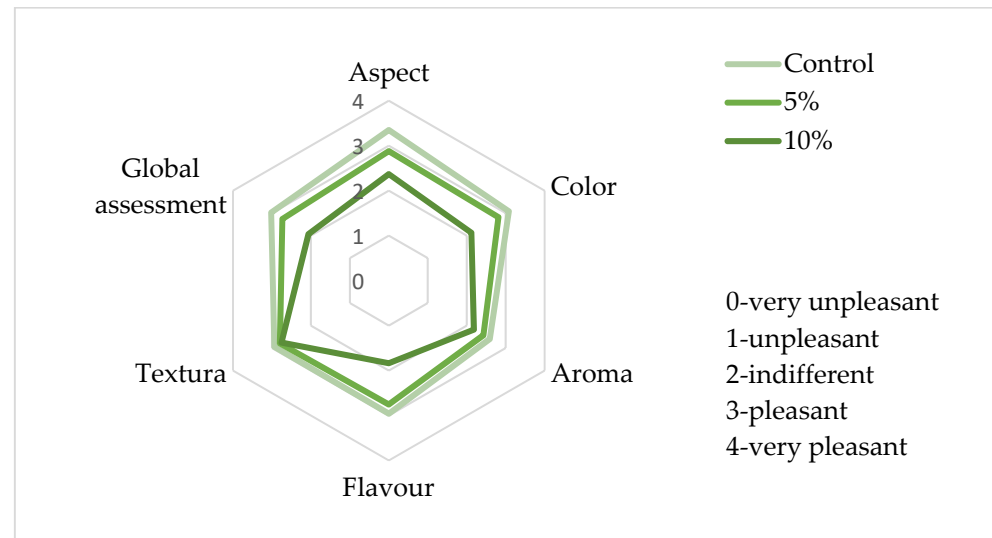 Aspect
Control
5%
10%
4
3
2
1
0
Global
assessment
Color
Textura
Aroma
Flavour
0-very unpleasant
1-unpleasant
2-indifferent
3-pleasant
4-very pleasant